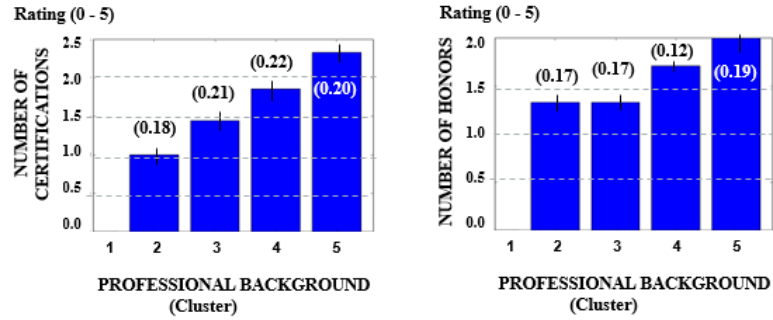 Rating (0 - 5)
NUMBER OF
CERTIFICATIONS
2.5
2.0
1.5
1.0
0.5
0.0
(0.18)
(0.21)
(0.22)
(0.20)
1 2 3 4 5
PROFESSIONAL BACKGROUND
(Cluster)
Rating (0 - 5)
NUMBER OF HONORS
2.0
1.5
1.0
0.5
0.0
(0.17)
(0.17)
(0.12)
(0.19)
1 2 3 4 5
PROFESSIONAL BACKGROUND
(Cluster)